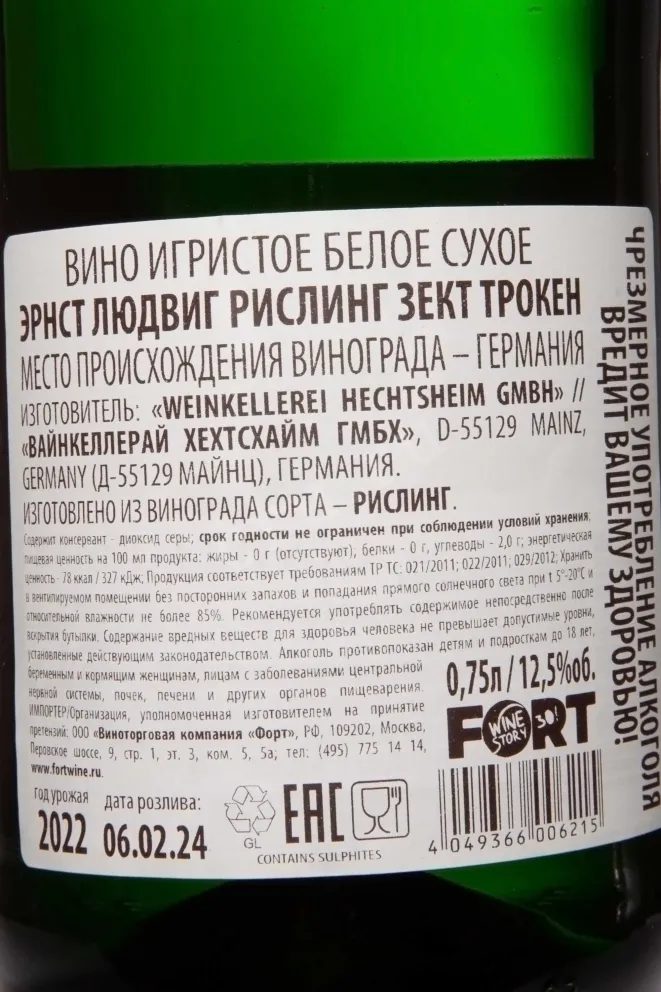 ВИНО ИГРИСТОЕ БЕЛОЕ СУХОЕ
ЭРНСТ ЛЮДВИГ РИСЛИНГ ЗЕКТ ТРОКЕН
МЕСТО ПРОИСХОЖДЕНИЯ ВИНОГРАДА – ГЕРМАНИЯ
ИЗГОТОВИТЕЛЬ: «WEINKELLEREI HECHTSHEIM GMBH» //
«ВАЙНКЕЛЛЕРАЙ ХЕХТСХАЙМ ГМБХ», D-55129 MAINZ,
GERMANY (Д-55129 МАЙНЦ), ГЕРМАНИЯ.
ИЗГОТОВЛЕНО ИЗ ВИНОГРАДА СОРТА – РИСЛИНГ.
Содержит консервант - диоксид серы; срок годности не ограничен при соблюдении условий хранения;
пищевая ценность на 100 мл продукта: жиры - 0 г (отсутствуют), белки - 0 г, углеводы - 2,0 г; энергетическая
ценность - 78 ккал / 327 кДж; Продукция соответствует требованиям ТР ТС: 021/2011; 022/2011; 029/2012; Хранить
в вентилируемом помещении без посторонних запахов и попадания прямого солнечного света при t 5°-20°С и
относительной влажности не более 85%. Рекомендуется употреблять содержимое непосредственно после
вскрытия бутылки. Содержание вредных веществ для здоровья человека не превышает допустимые уровни,
установленные действующим законодательством. Алкоголь противопоказан детям и подросткам до 18 лет,
беременным и кормящим женщинам, лицам с заболеваниями центральной
нервной системы, почек, печени и других органов пищеварения.
ИМПОРТЕР/Организация, уполномоченная изготовителем на принятие
претензий: ООО «Виноторговая компания «Форт», РФ, 109202, Москва,
Перовское шоссе, 9, стр. 1, эт. 3, ком. 5, 5а; тел: (495) 775 14 14,
www.fortwine.ru.
0,75л / 12,5%об.
FORT
WINE STORY 30!
год урожая
2022
дата розлива:
06.02.24
GL
EAC
CONTAINS SULPHITES
4 049366 006215
ЧРЕЗМЕРНОЕ УПОТРЕБЛЕНИЕ АЛКОГОЛЯ
ВРЕДИТ ВАШЕМУ ЗДОРОВЬЮ!